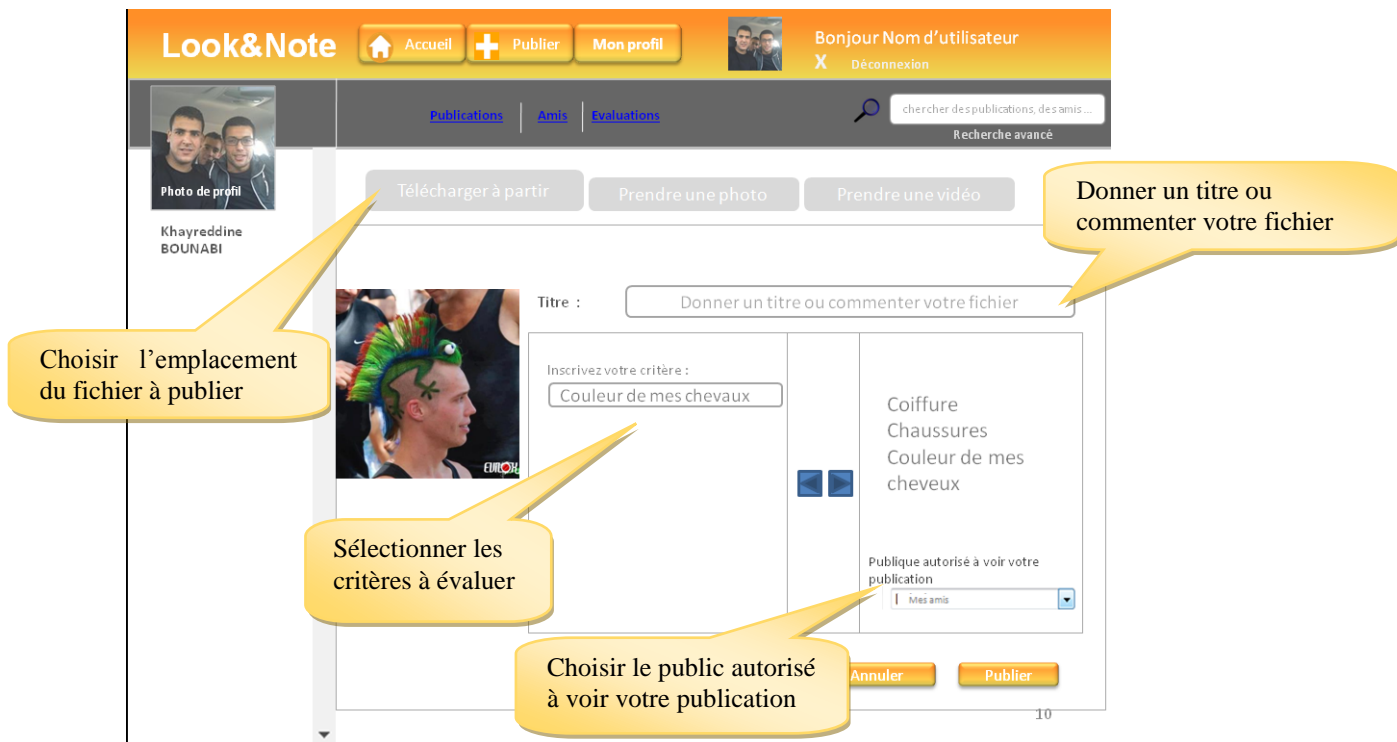 Look&Note
Accueil
Publier
Mon profil
Bonjour Nom d'utilisateur
X Déconnexion
Publications
Amis
Evaluations
chercher des publications, des amis ...
Recherche avancé
Photo de profil
Khayreddine
BOUNABI
Télécharger à partir
Prendre une photo
Prendre une vidéo
Donner un titre ou
commenter votre fichier
Titre :
Donner un titre ou commenter votre fichier
Choisir l'emplacement
du fichier à publier
Inscrivez votre critère :
Couleur de mes chevaux
Coiffure
Chaussures
Couleur de mes
cheveux
Sélectionner les
critères à évaluer
Publique autorisé à voir votre
publication
Mes amis
Choisir le public autorisé
à voir votre publication
Annuler
Publier
10